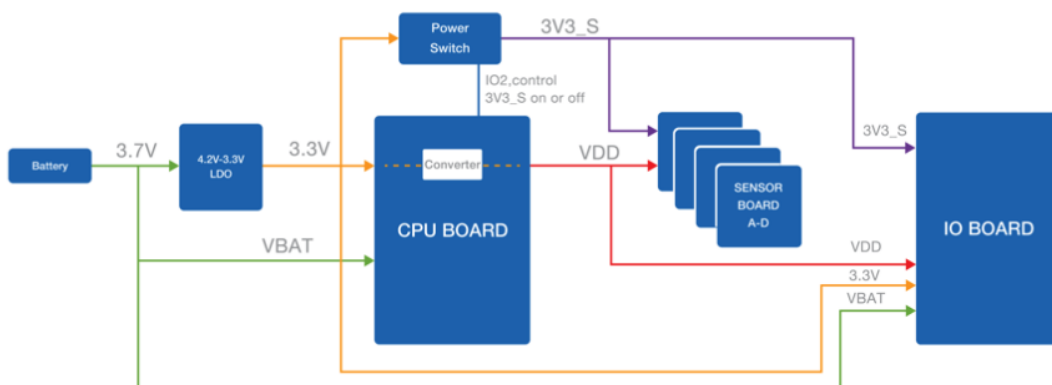 Power
Switch
3V3_S
IO2,control
3V3_S on or off
3V3_S
Battery
3.7V
4.2V-3.3V
LDO
3.3V
Converter
VDD
CPU BOARD
SENSOR
BOARD
A-D
IO BOARD
VBAT
VDD
3.3V
VBAT